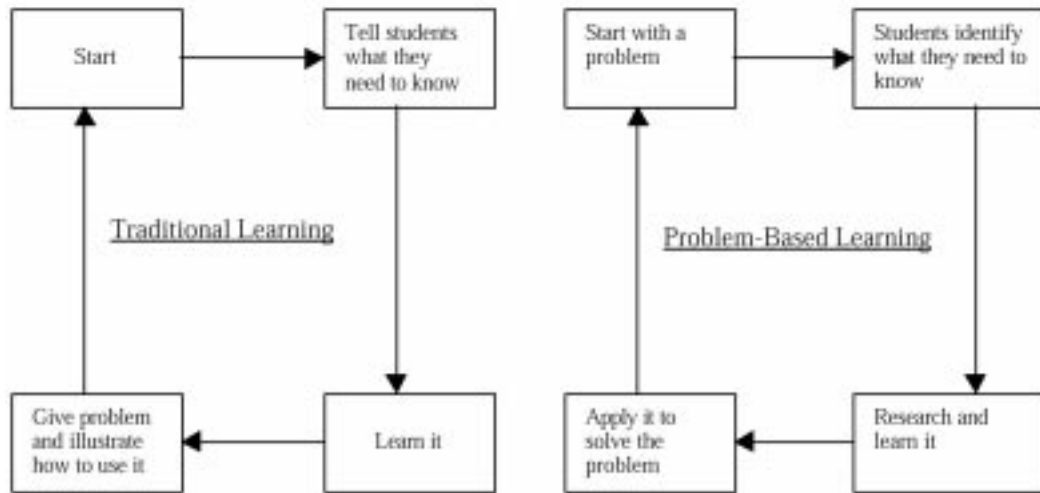 Start
Tell students
what they
need to know
Traditional Learning
Give problem
and illustrate
how to use it
Learn it
Start with a
problem
Students identify
what they need to
know
Problem-Based Learning
Apply it to
solve the
problem
Research and
learn it